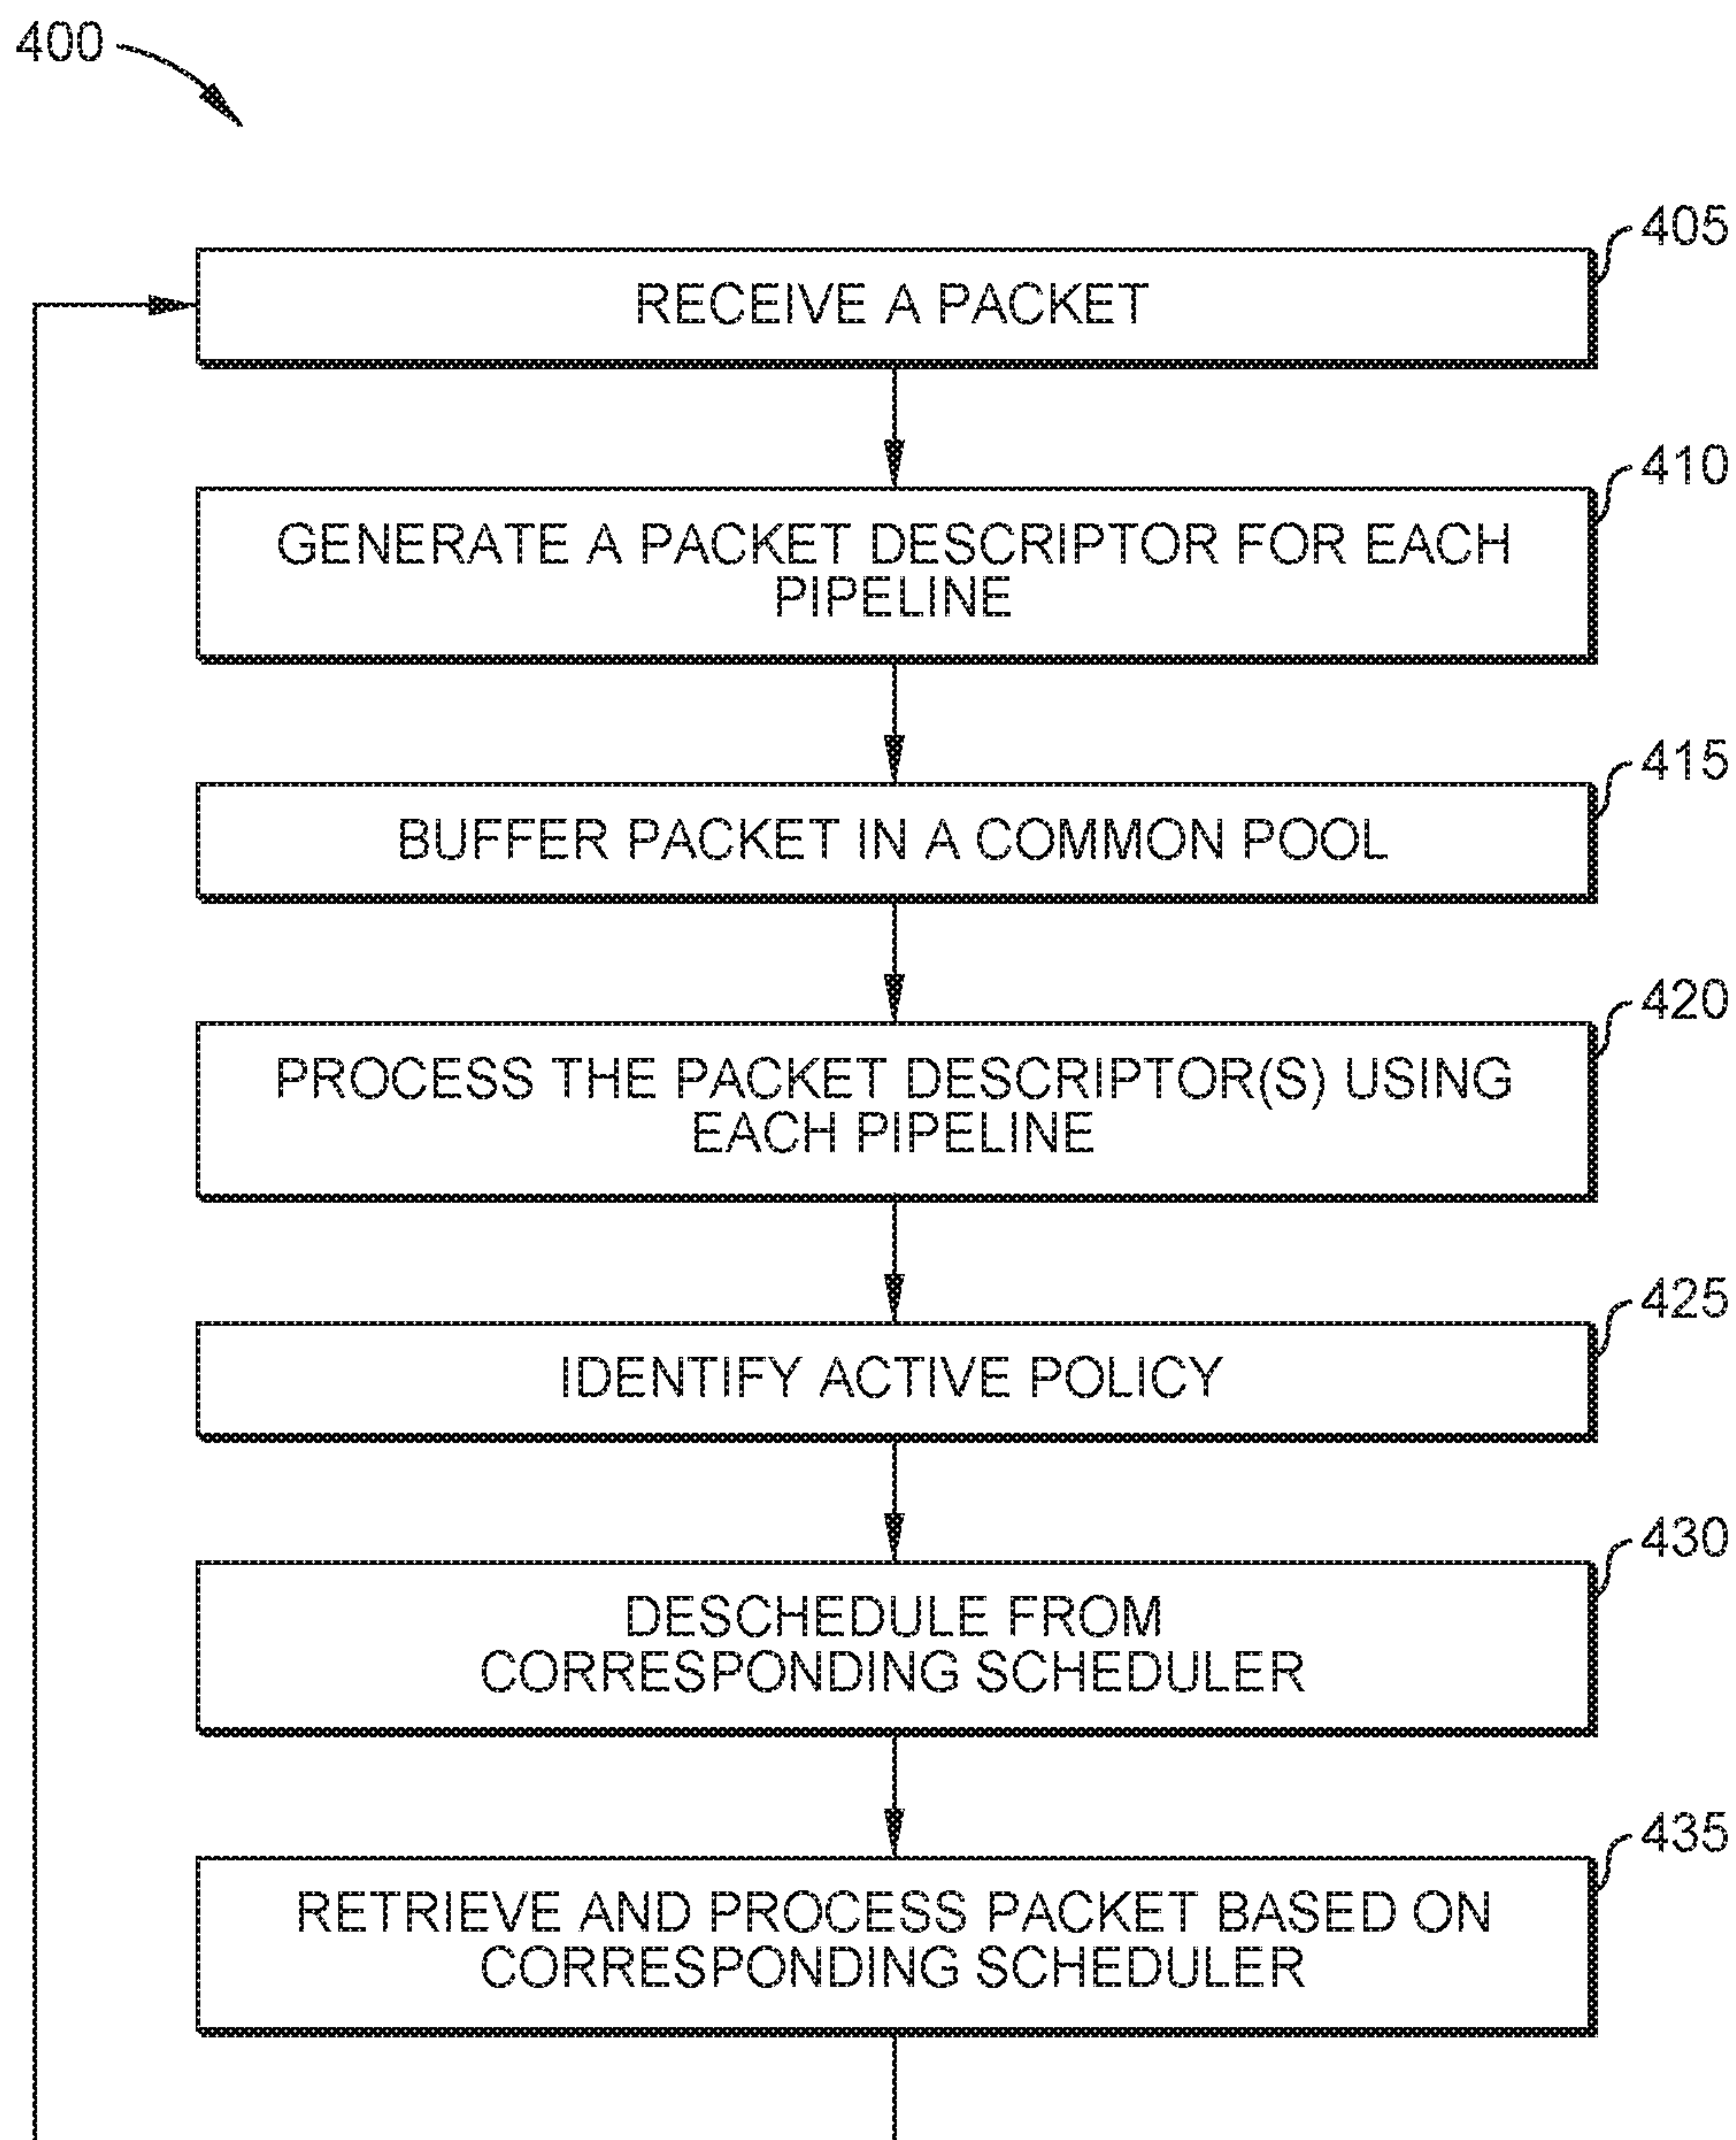 400
405
RECEIVE A PACKET
410
GENERATE A PACKET DESCRIPTOR FOR EACH
PIPELINE
415
BUFFER PACKET IN A COMMON POOL
420
PROCESS THE PACKET DESCRIPTOR(S) USING
EACH PIPELINE
425
IDENTIFY ACTIVE POLICY
430
DESCHEDULE FROM
CORRESPONDING SCHEDULER
435
RETRIEVE AND PROCESS PACKET BASED ON
CORRESPONDING SCHEDULER